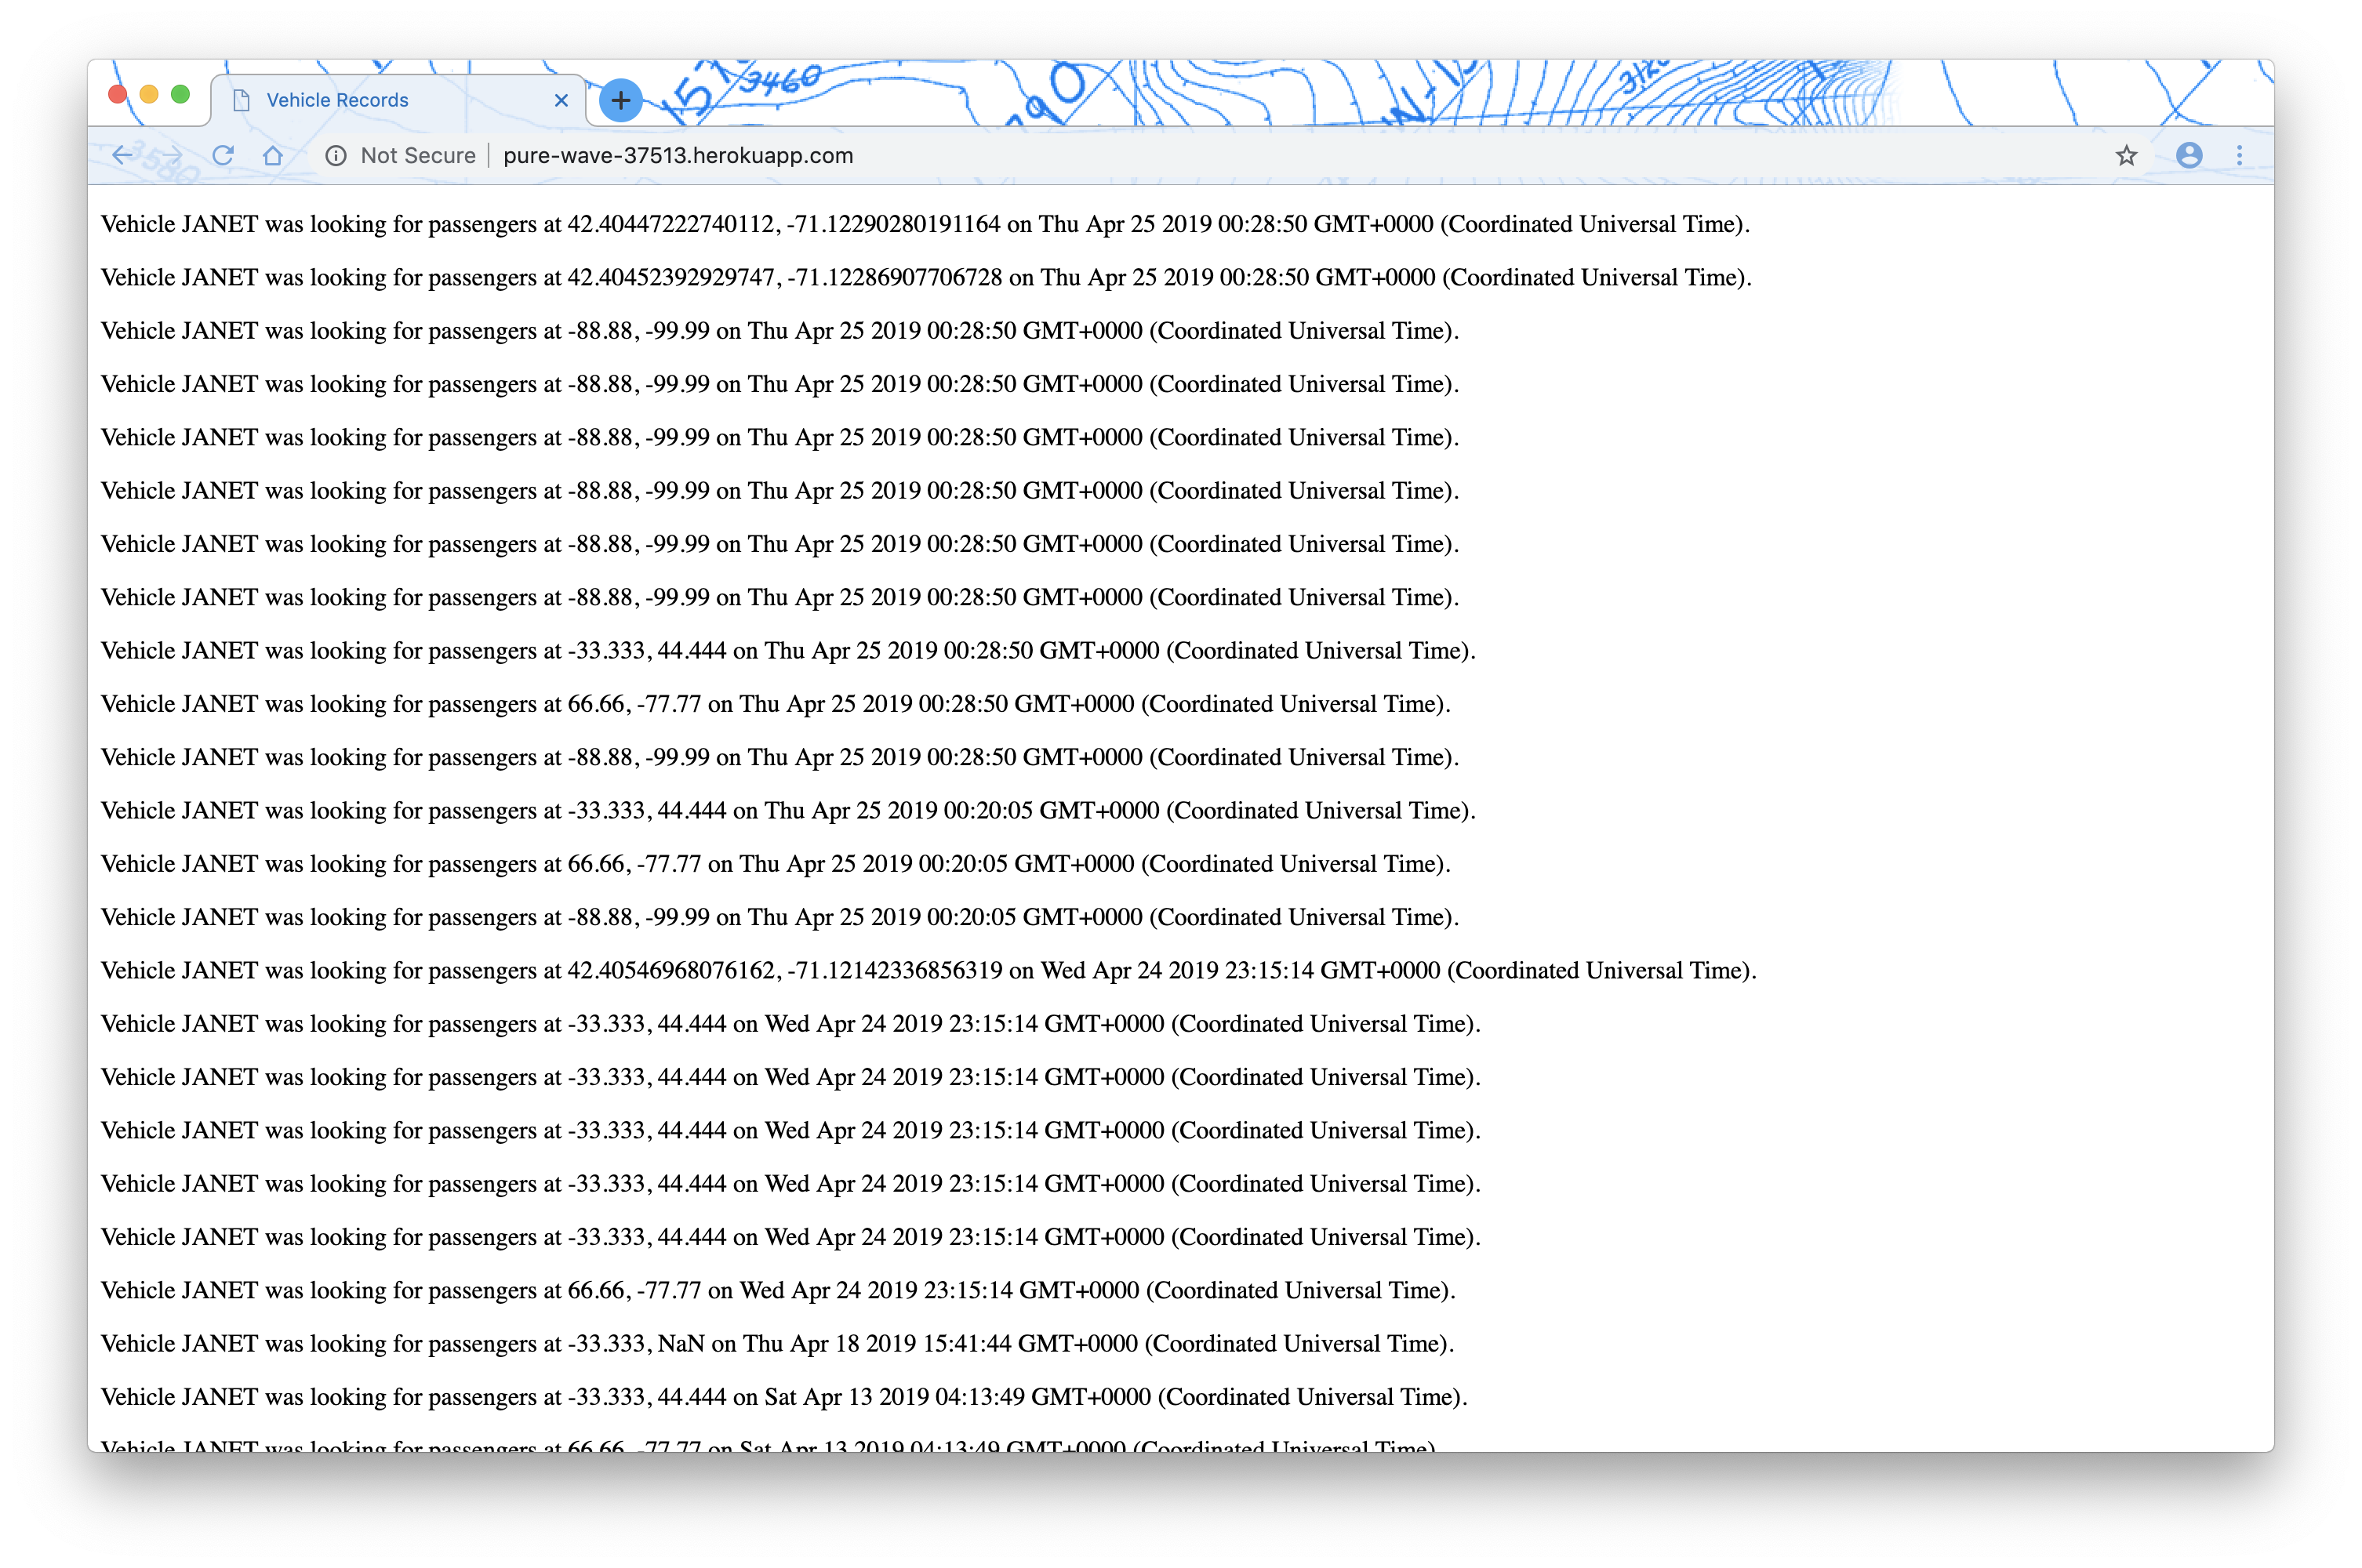 Vehicle Records
3460
Not Secure
pure-wave-37513.herokuapp.com
3580
Vehicle JANET was looking for passengers at 42.40447222740112, -71.12290280191164 on Thu Apr 25 2019 00:28:50 GMT+0000 (Coordinated Universal Time).
Vehicle JANET was looking for passengers at 42.40452392929747, -71.12286907706728 on Thu Apr 25 2019 00:28:50 GMT+0000 (Coordinated Universal Time).
Vehicle JANET was looking for passengers at -88.88, -99.99 on Thu Apr 25 2019 00:28:50 GMT+0000 (Coordinated Universal Time).
Vehicle JANET was looking for passengers at -88.88, -99.99 on Thu Apr 25 2019 00:28:50 GMT+0000 (Coordinated Universal Time).
Vehicle JANET was looking for passengers at -88.88, -99.99 on Thu Apr 25 2019 00:28:50 GMT+0000 (Coordinated Universal Time).
Vehicle JANET was looking for passengers at -88.88, -99.99 on Thu Apr 25 2019 00:28:50 GMT+0000 (Coordinated Universal Time).
Vehicle JANET was looking for passengers at -88.88, -99.99 on Thu Apr 25 2019 00:28:50 GMT+0000 (Coordinated Universal Time).
Vehicle JANET was looking for passengers at -88.88, -99.99 on Thu Apr 25 2019 00:28:50 GMT+0000 (Coordinated Universal Time).
Vehicle JANET was looking for passengers at -33.333, 44.444 on Thu Apr 25 2019 00:28:50 GMT+0000 (Coordinated Universal Time).
Vehicle JANET was looking for passengers at 66.66, -77.77 on Thu Apr 25 2019 00:28:50 GMT+0000 (Coordinated Universal Time).
Vehicle JANET was looking for passengers at -88.88, -99.99 on Thu Apr 25 2019 00:28:50 GMT+0000 (Coordinated Universal Time).
Vehicle JANET was looking for passengers at -33.333, 44.444 on Thu Apr 25 2019 00:20:05 GMT+0000 (Coordinated Universal Time).
Vehicle JANET was looking for passengers at 66.66, -77.77 on Thu Apr 25 2019 00:20:05 GMT+0000 (Coordinated Universal Time).
Vehicle JANET was looking for passengers at -88.88, -99.99 on Thu Apr 25 2019 00:20:05 GMT+0000 (Coordinated Universal Time).
Vehicle JANET was looking for passengers at 42.40546968076162, -71.12142336856319 on Wed Apr 24 2019 23:15:14 GMT+0000 (Coordinated Universal Time).
Vehicle JANET was looking for passengers at -33.333, 44.444 on Wed Apr 24 2019 23:15:14 GMT+0000 (Coordinated Universal Time).
Vehicle JANET was looking for passengers at -33.333, 44.444 on Wed Apr 24 2019 23:15:14 GMT+0000 (Coordinated Universal Time).
Vehicle JANET was looking for passengers at -33.333, 44.444 on Wed Apr 24 2019 23:15:14 GMT+0000 (Coordinated Universal Time).
Vehicle JANET was looking for passengers at -33.333, 44.444 on Wed Apr 24 2019 23:15:14 GMT+0000 (Coordinated Universal Time).
Vehicle JANET was looking for passengers at -33.333, 44.444 on Wed Apr 24 2019 23:15:14 GMT+0000 (Coordinated Universal Time).
Vehicle JANET was looking for passengers at 66.66, -77.77 on Wed Apr 24 2019 23:15:14 GMT+0000 (Coordinated Universal Time).
Vehicle JANET was looking for passengers at -33.333, NaN on Thu Apr 18 2019 15:41:44 GMT+0000 (Coordinated Universal Time).
Vehicle JANET was looking for passengers at -33.333, 44.444 on Sat Apr 13 2019 04:13:49 GMT+0000 (Coordinated Universal Time).
Vehicle JANET was looking for passengers at 66.66, -77.77 on Sat Apr 13 2019 04:13:49 GMT+0000 (Coordinated Universal Time).